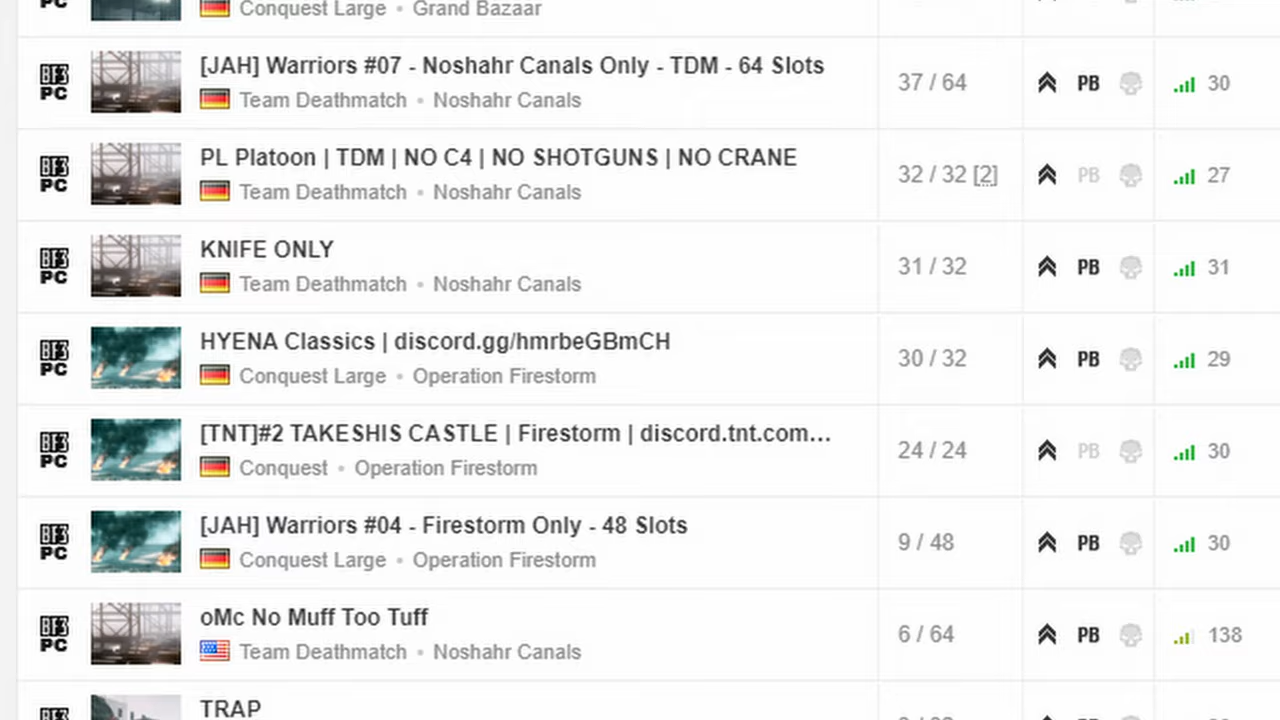 PC
Conquest Large • Grand Bazaar
BF3 PC
[JAH] Warriors #07 - Noshahr Canals Only - TDM - 64 Slots
Team Deathmatch • Noshahr Canals
37 / 64
PB
30
BF3 PC
PL Platoon | TDM | NO C4 | NO SHOTGUNS | NO CRANE
Team Deathmatch • Noshahr Canals
32 / 32 [2]
PB
27
BF3 PC
KNIFE ONLY
Team Deathmatch • Noshahr Canals
31 / 32
PB
31
BF3 PC
HYENA Classics | discord.gg/hmrbeGBmCH
Conquest Large • Operation Firestorm
30 / 32
PB
29
BF3 PC
[TNT]#2 TAKESHIS CASTLE | Firestorm | discord.tnt.com...
Conquest • Operation Firestorm
24 / 24
PB
30
BF3 PC
[JAH] Warriors #04 - Firestorm Only - 48 Slots
Conquest Large • Operation Firestorm
9 / 48
PB
30
BF3 PC
oMc No Muff Too Tuff
Team Deathmatch • Noshahr Canals
6 / 64
PB
138
BF3
TRAP